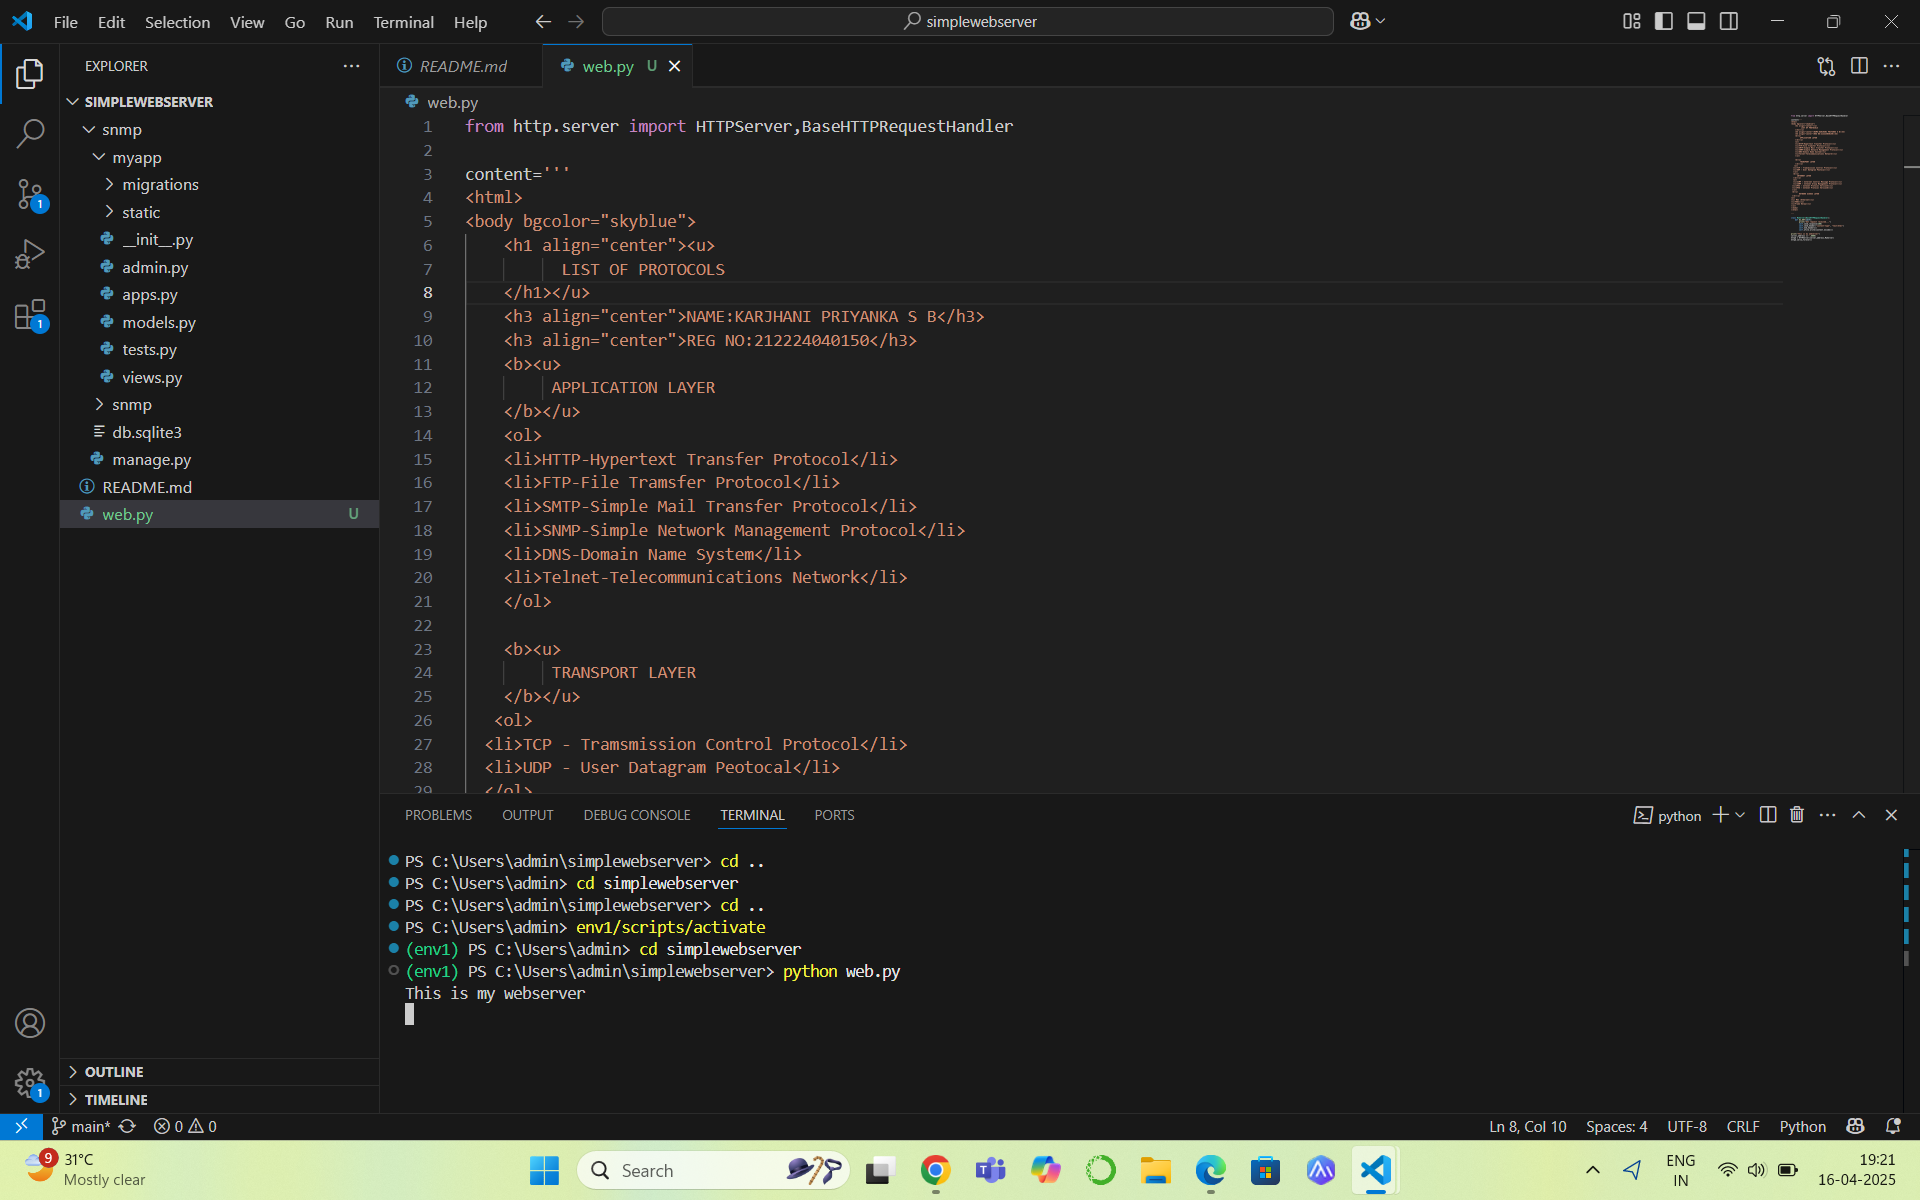 File Edit Selection View Go Run Terminal Help
simplewebserver
EXPLORER
SIMPLEWEBSERVER
snmp
myapp
migrations
static
__init__.py
admin.py
apps.py
models.py
tests.py
views.py
snmp
db.sqlite3
manage.py
README.md
web.py U
OUTLINE
TIMELINE
1
1
1
README.md
web.py U
web.py
1 from http.server import HTTPServer,BaseHTTPRequestHandler
2
3 content='''
4 <html>
5 <body bgcolor="skyblue">
6 <h1 align="center"><u>
7 LIST OF PROTOCOLS
8 </h1></u>
9 <h3 align="center">NAME:KARJHANI PRIYANKA S B</h3>
10 <h3 align="center">REG NO:212224040150</h3>
11 <b><u>
12 APPLICATION LAYER
13 </b></u>
14 <ol>
15 <li>HTTP-Hypertext Transfer Protocol</li>
16 <li>FTP-File Tramsfer Protocol</li>
17 <li>SMTP-Simple Mail Transfer Protocol</li>
18 <li>SNMP-Simple Network Management Protocol</li>
19 <li>DNS-Domain Name System</li>
20 <li>Telnet-Telecommunications Network</li>
21 </ol>
22
23 <b><u>
24 TRANSPORT LAYER
25 </b></u>
26 <ol>
27 <li>TCP - Tramsmission Control Protocol</li>
28 <li>UDP - User Datagram Peotocal</li>
29 </ol>
PROBLEMS OUTPUT DEBUG CONSOLE TERMINAL PORTS
python
PS C:\Users\admin\simplewebserver> cd ..
PS C:\Users\admin> cd simplewebserver
PS C:\Users\admin\simplewebserver> cd ..
PS C:\Users\admin> env1/scripts/activate
(env1) PS C:\Users\admin> cd simplewebserver
(env1) PS C:\Users\admin\simplewebserver> python web.py
This is my webserver
main* 0 0
Ln 8, Col 10 Spaces: 4 UTF-8 CRLF Python
9
31°C
Mostly clear
Search
ENG
IN
19:21
16-04-2025